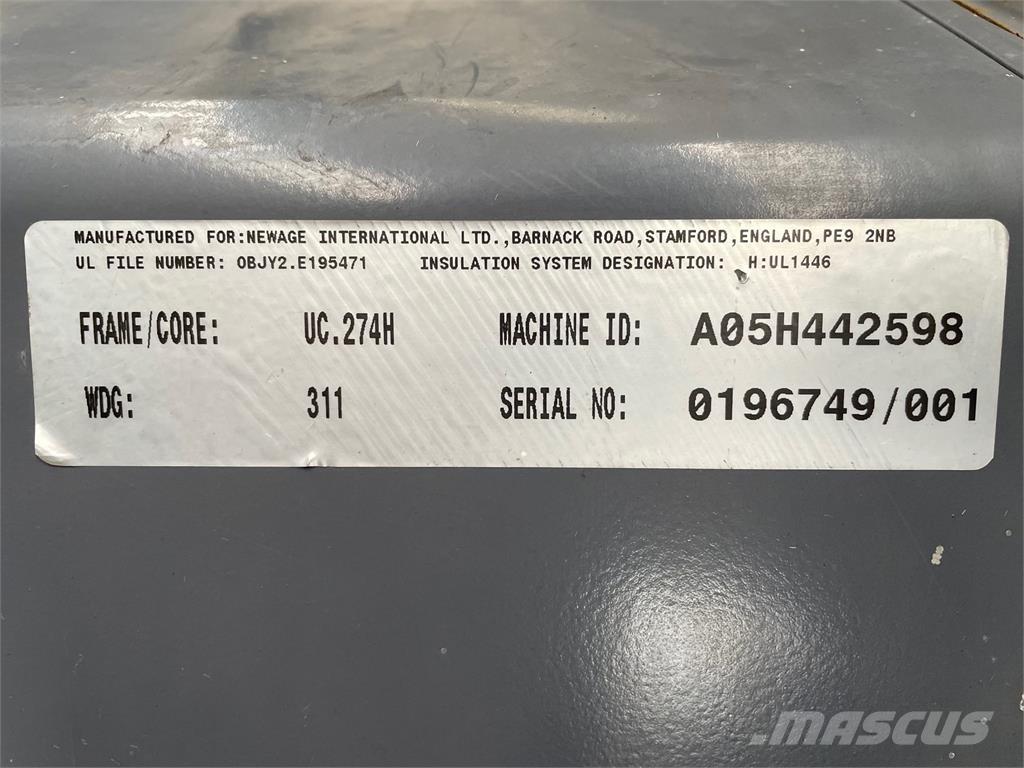 MANUFACTURED FOR:NEWAGE INTERNATIONAL LTD.,BARNACK ROAD,STAMFORD,ENGLAND,PE9 2NB
UL FILE NUMBER: OBJY2.E195471 INSULATION SYSTEM DESIGNATION: H:UL1446
FRAME/CORE: UC.274H MACHINE ID: A05H442598
WDG: 311 SERIAL NO: 0196749/001
MASCUS